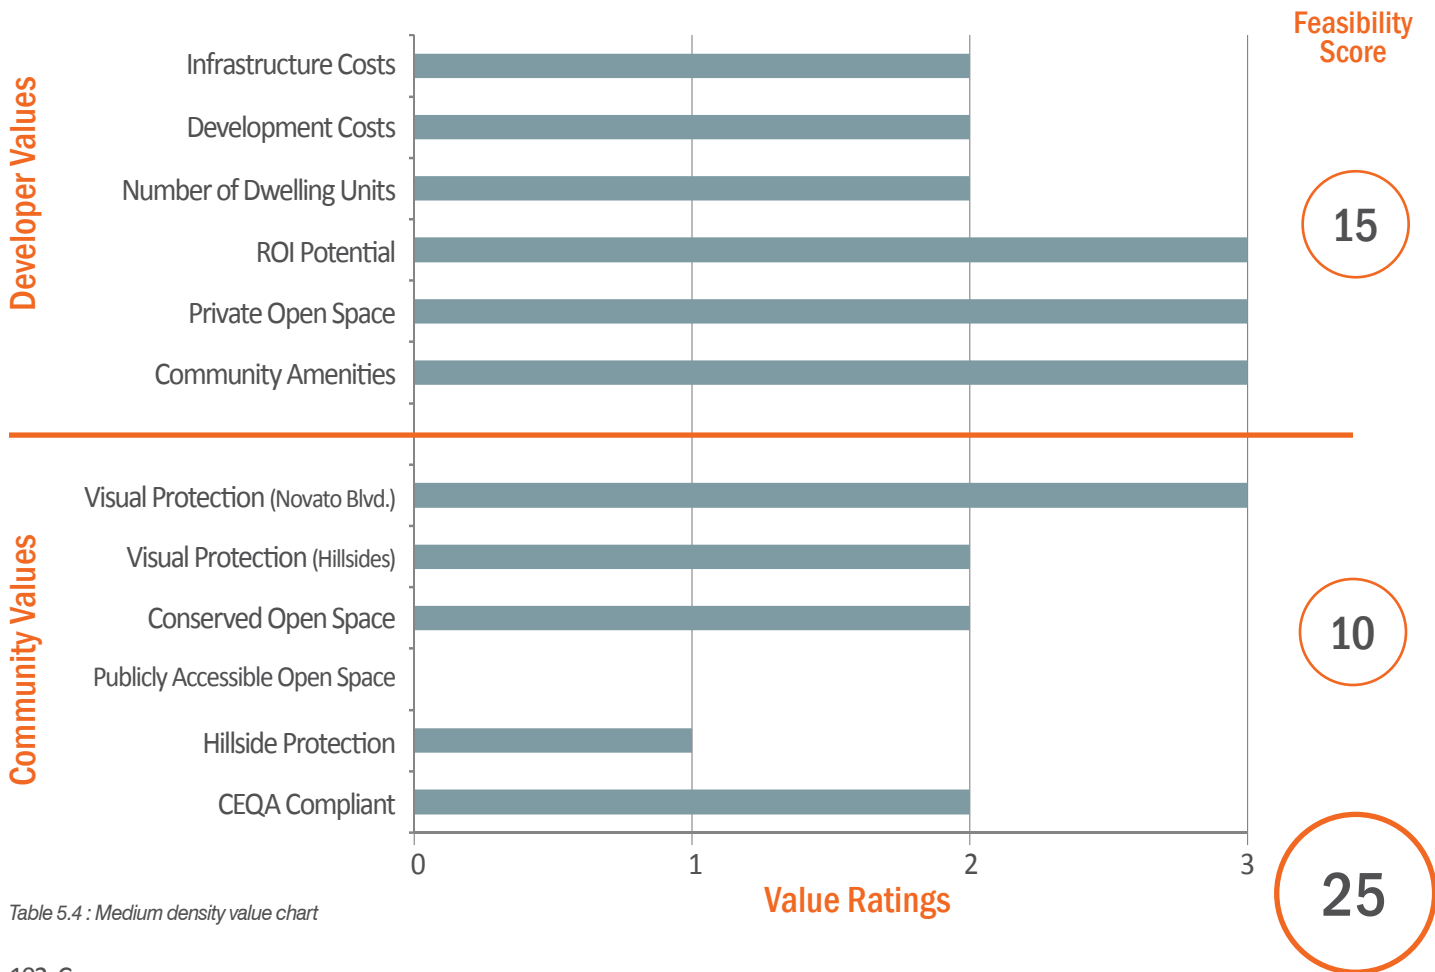 Feasibility
Score
Developer Values
Infrastructure Costs
Development Costs
Number of Dwelling Units
ROI Potential
Private Open Space
Community Amenities
15
Community Values
Visual Protection (Novato Blvd.)
Visual Protection (Hillsides)
Conserved Open Space
Publicly Accessible Open Space
Hillside Protection
CEQA Compliant
10
0 1 2 3
Value Ratings
25
Table 5.4 : Medium density value chart